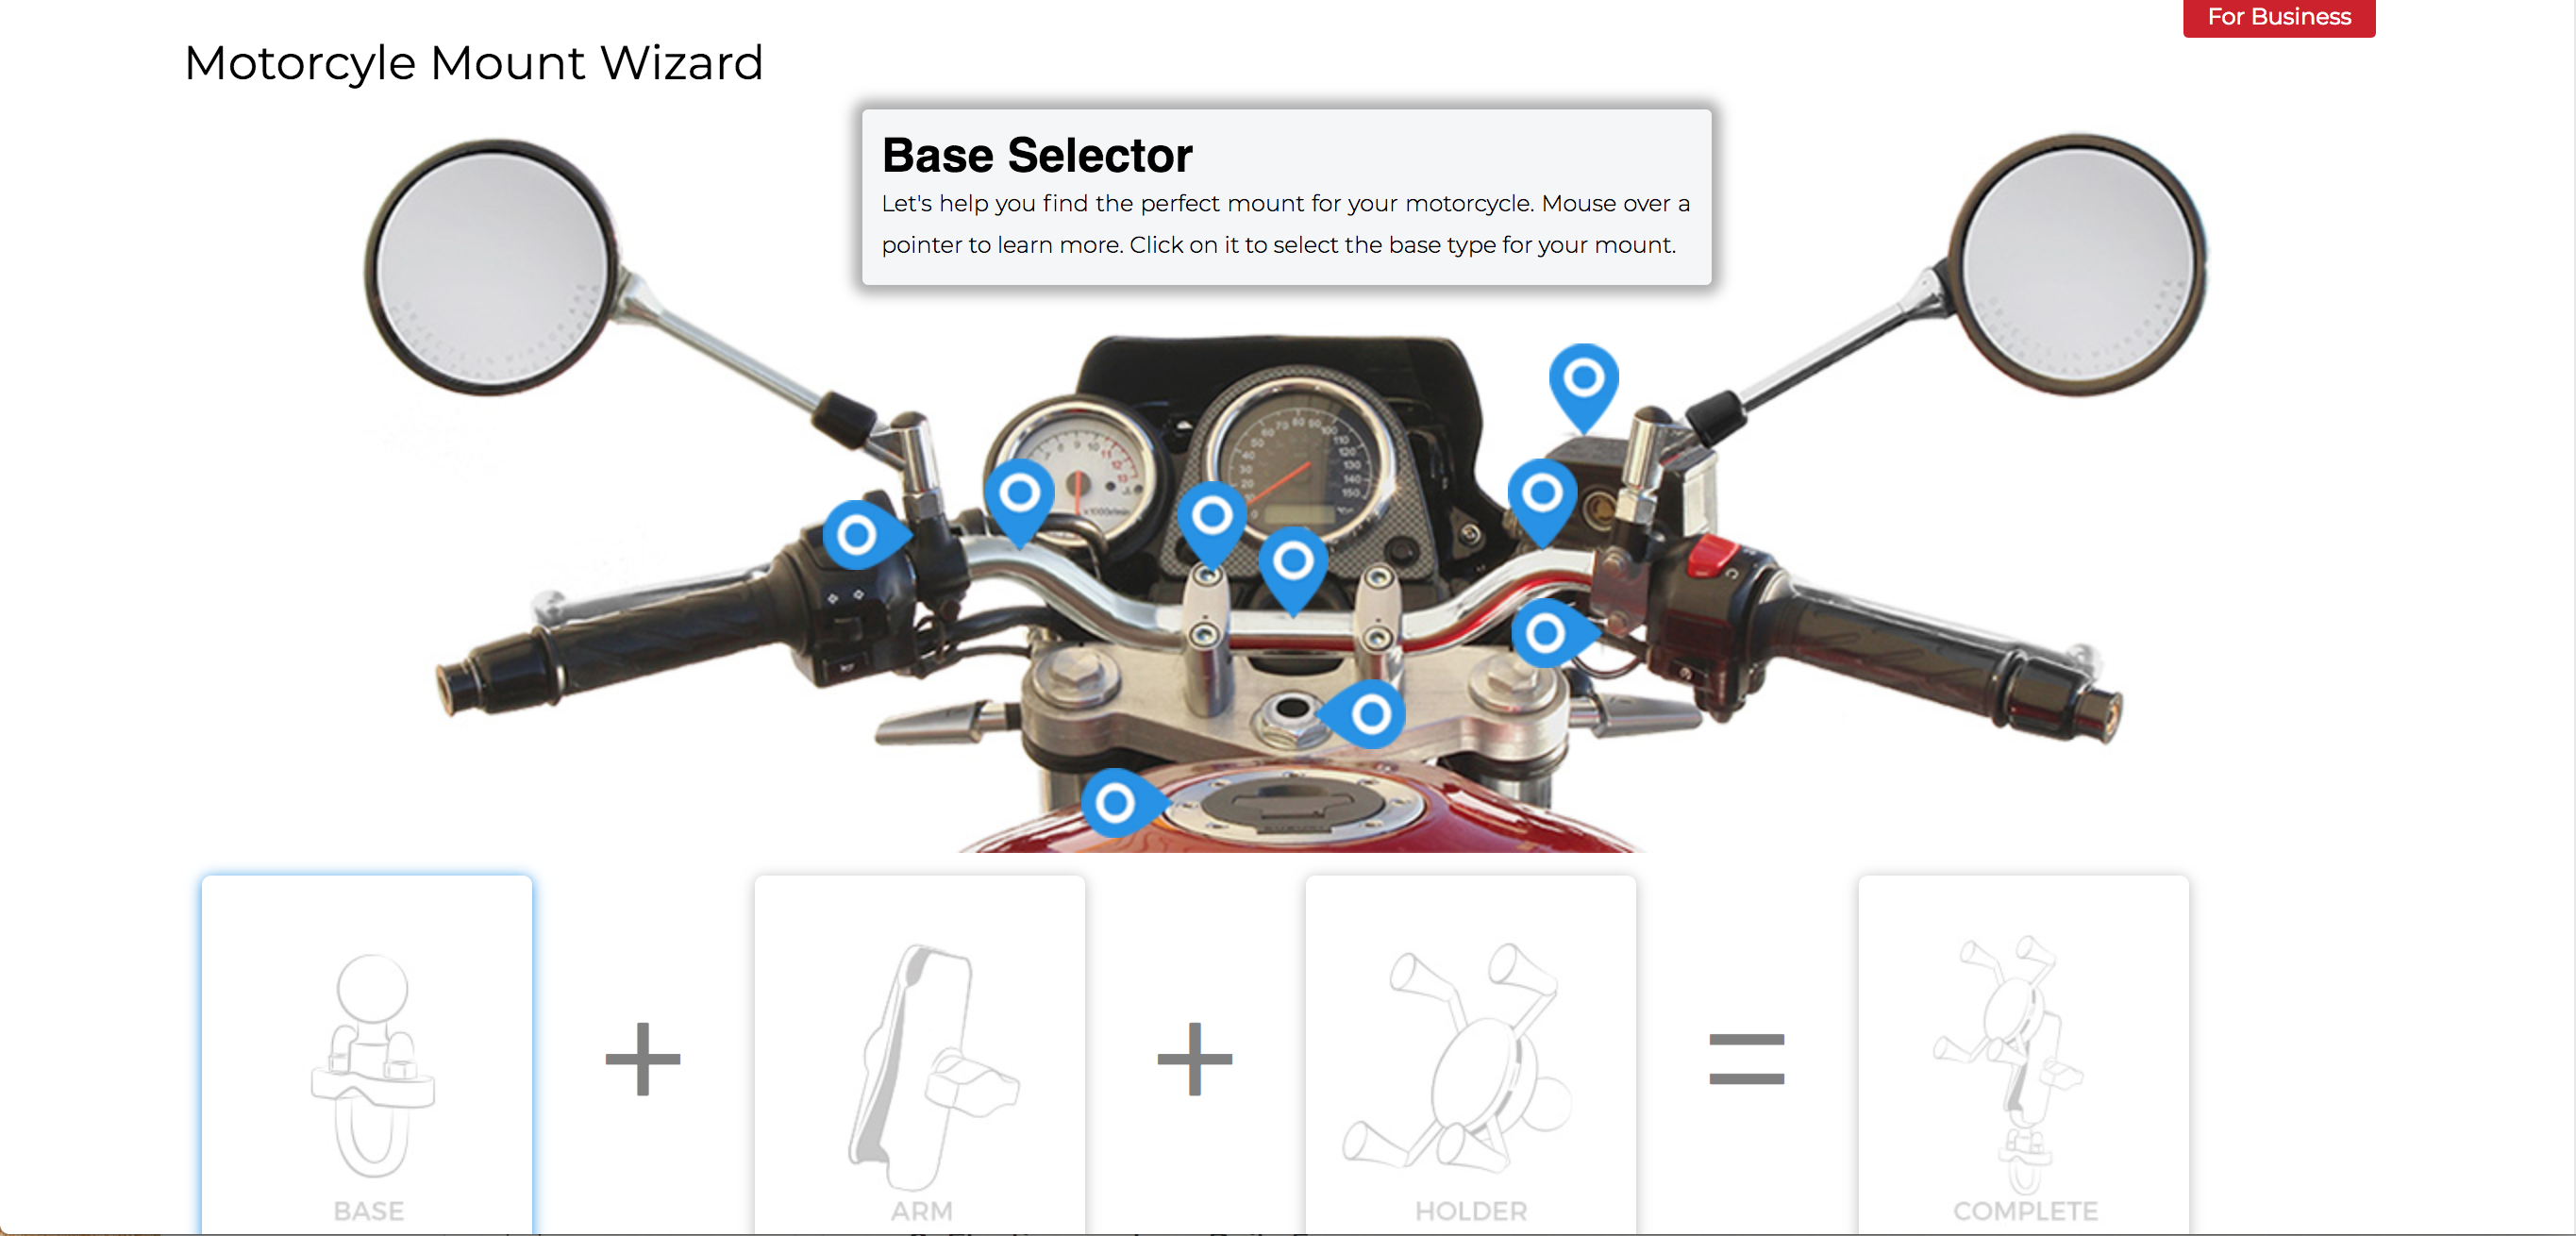 For Business
Motorcyle Mount Wizard
Base Selector
Let's help you find the perfect mount for your motorcycle. Mouse over a
pointer to learn more. Click on it to select the base type for your mount.
BASE
ARM
HOLDER
COMPLETE